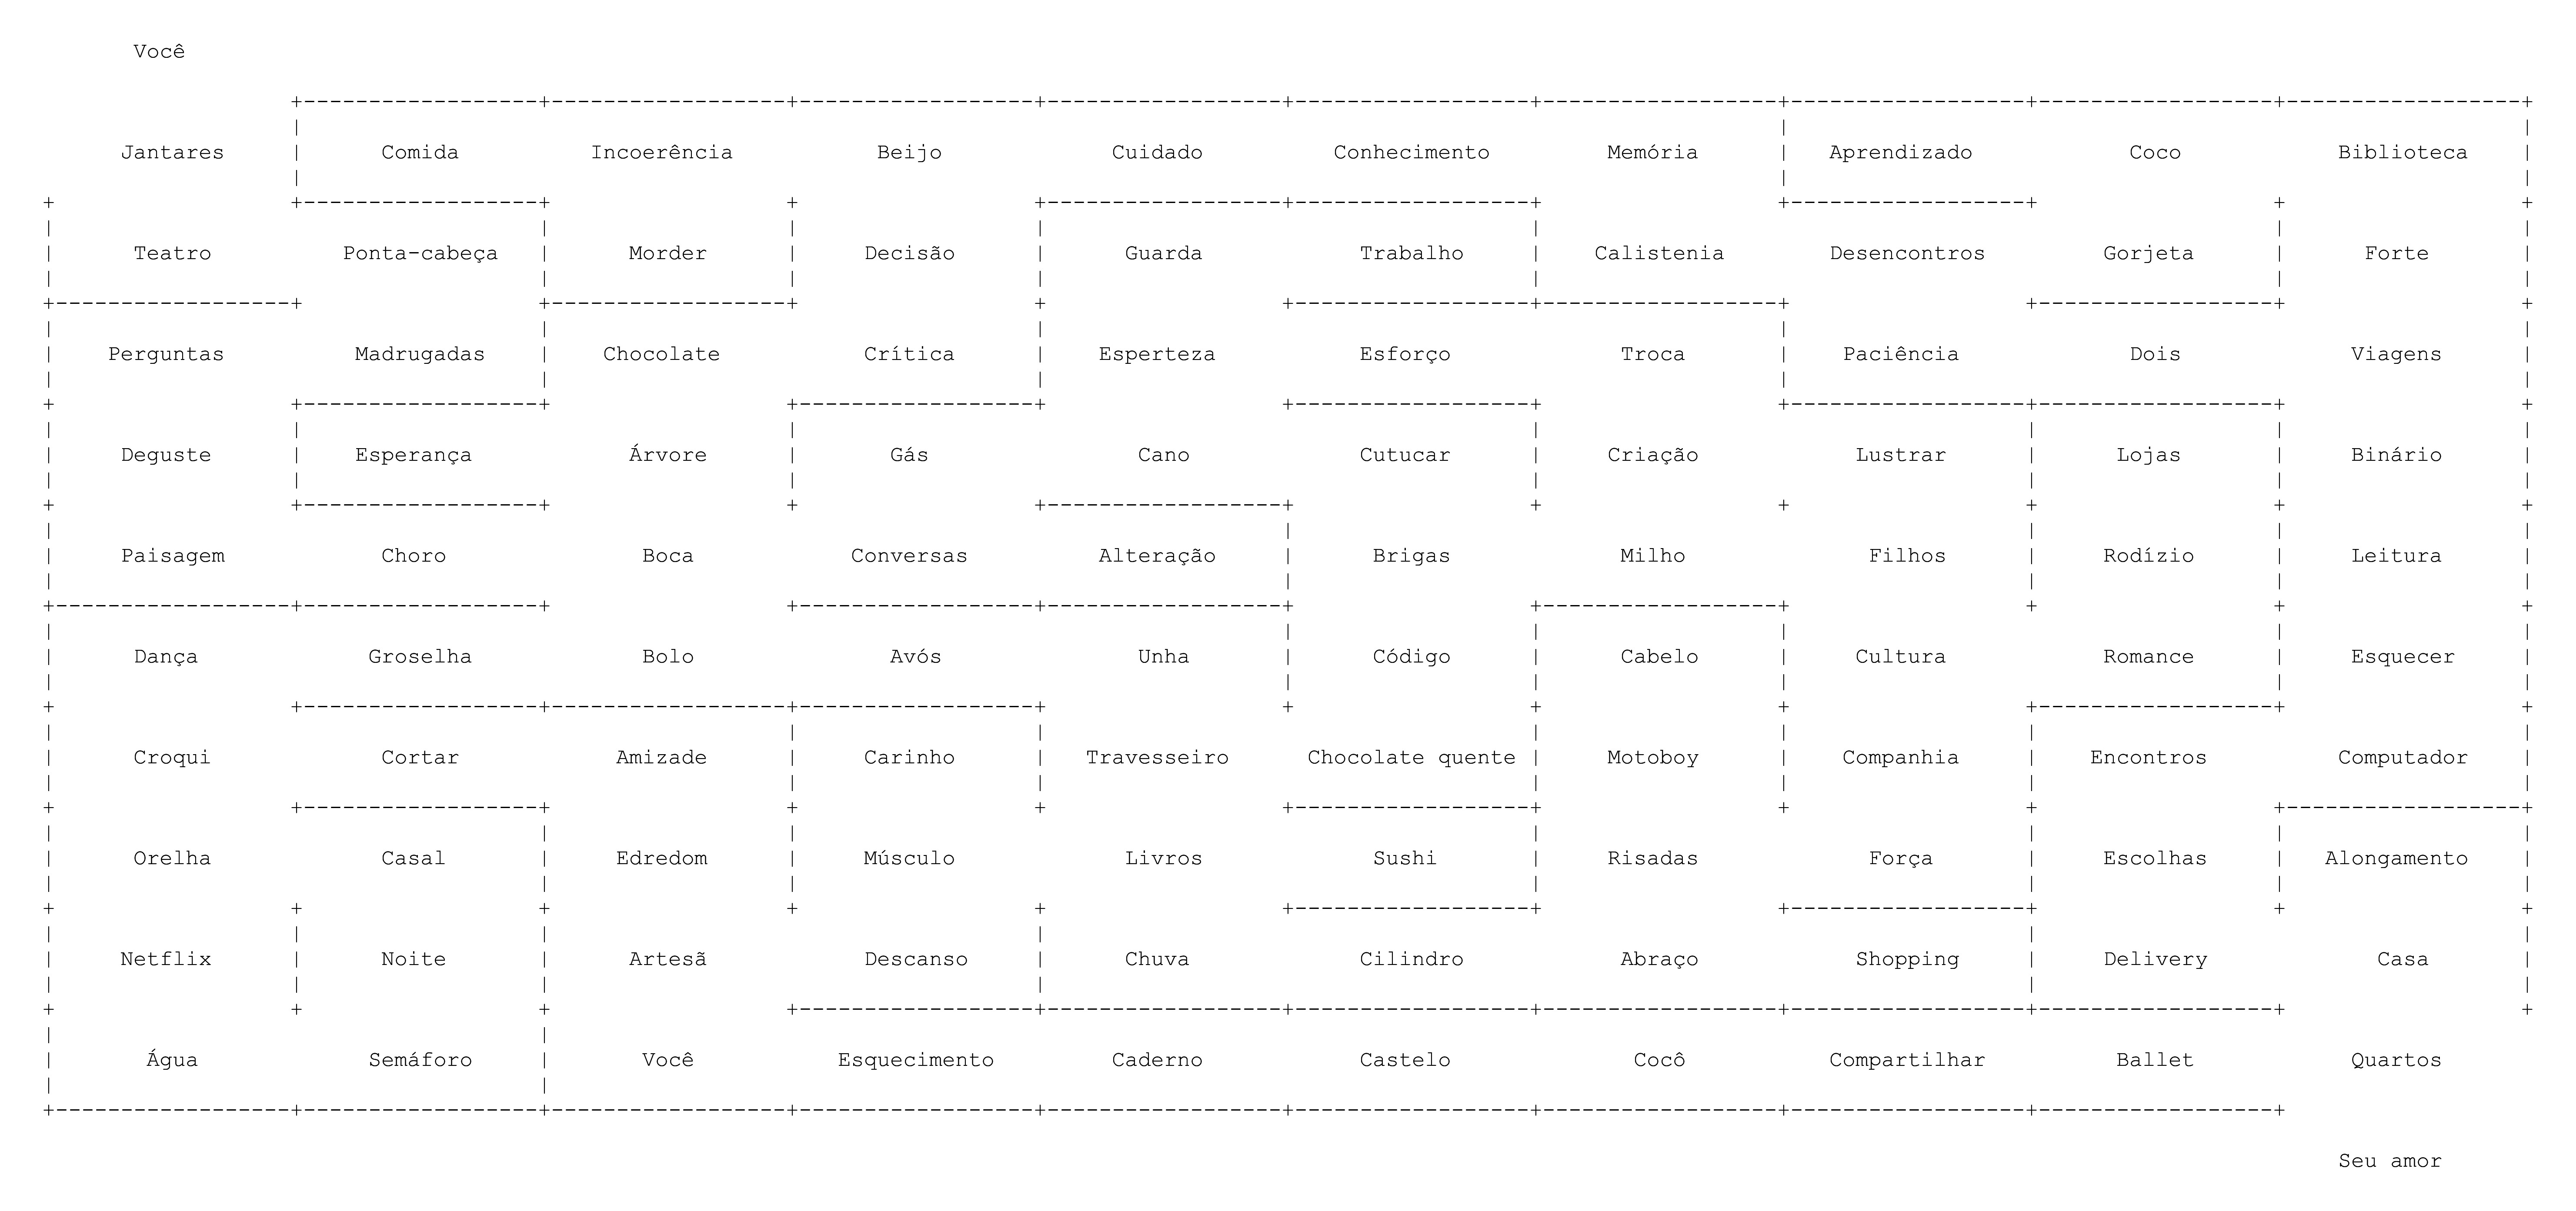 Você
Jantares Comida Incoerência Beijo Cuidado Conhecimento Memória Aprendizado Coco Biblioteca
Teatro Ponta-cabeça Morder Decisão Guarda Trabalho Calistenia Desencontros Gorjeta Forte
Perguntas Madrugadas Chocolate Crítica Esperteza Esforço Troca Paciência Dois Viagens
Deguste Esperança Árvore Gás Cano Cutucar Criação Lustrar Lojas Binário
Paisagem Choro Boca Conversas Alteração Brigas Milho Filhos Rodízio Leitura
Dança Groselha Bolo Avós Unha Código Cabelo Cultura Romance Esquecer
Croqui Cortar Amizade Carinho Travesseiro Chocolate quente Motoboy Companhia Encontros Computador
Orelha Casal Edredom Músculo Livros Sushi Risadas Força Escolhas Alongamento
Netflix Noite Artesã Descanso Chuva Cilindro Abraço Shopping Delivery Casa
Água Semáforo Você Esquecimento Caderno Castelo Cocô Compartilhar Ballet Quartos
Seu amor